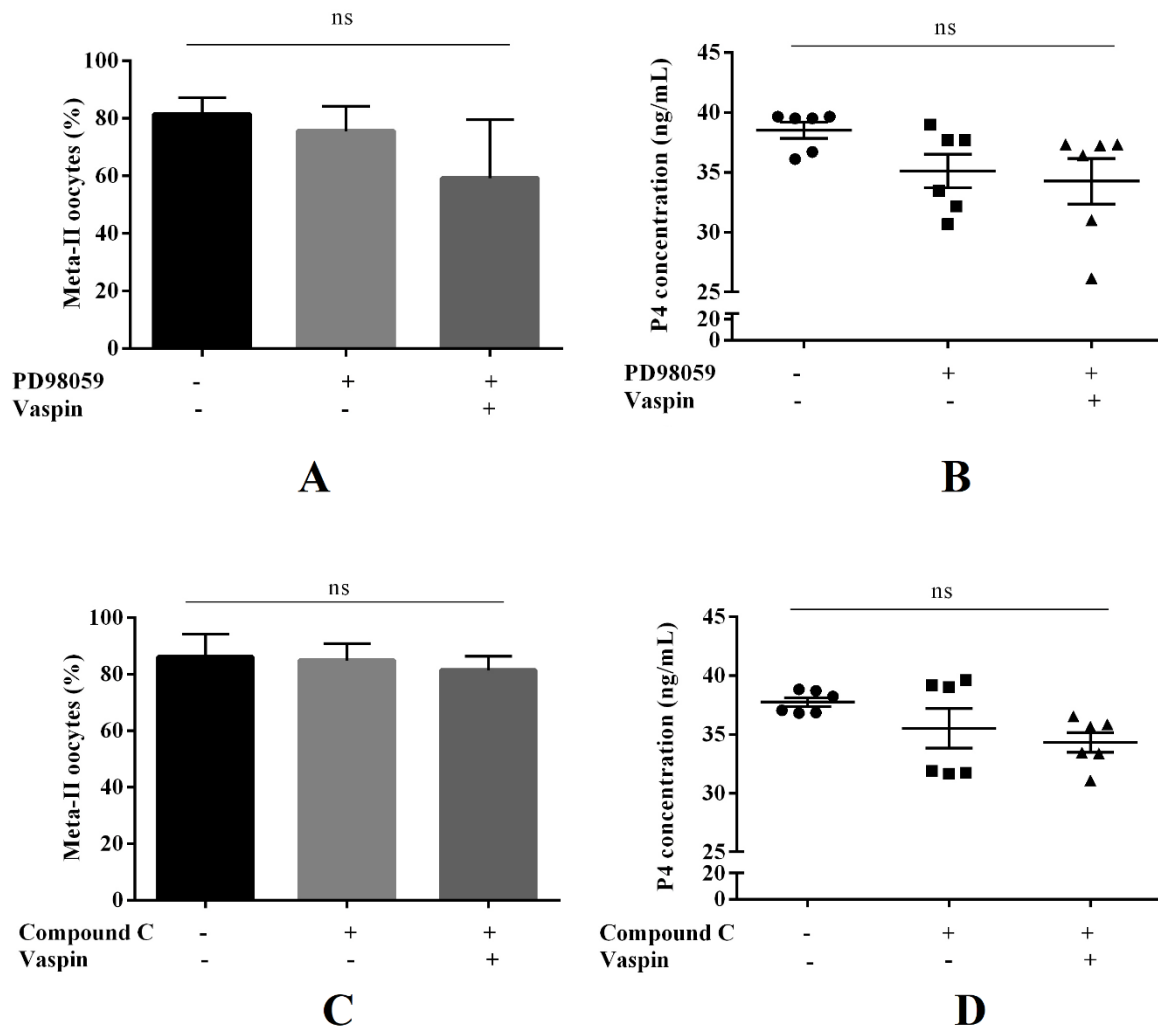 ns
Meta-II oocytes (%)
100
80
60
40
20
0
PD98059 - + +
Vaspin - - +
A
ns
P4 concentration (ng/mL)
45
40
35
30
25
20
0
PD98059 - + +
Vaspin - - +
B
ns
Meta-II oocytes (%)
100
80
60
40
20
0
Compound C - + +
Vaspin - - +
C
ns
P4 concentration (ng/mL)
45
40
35
30
25
20
0
Compound C - + +
Vaspin - - +
D